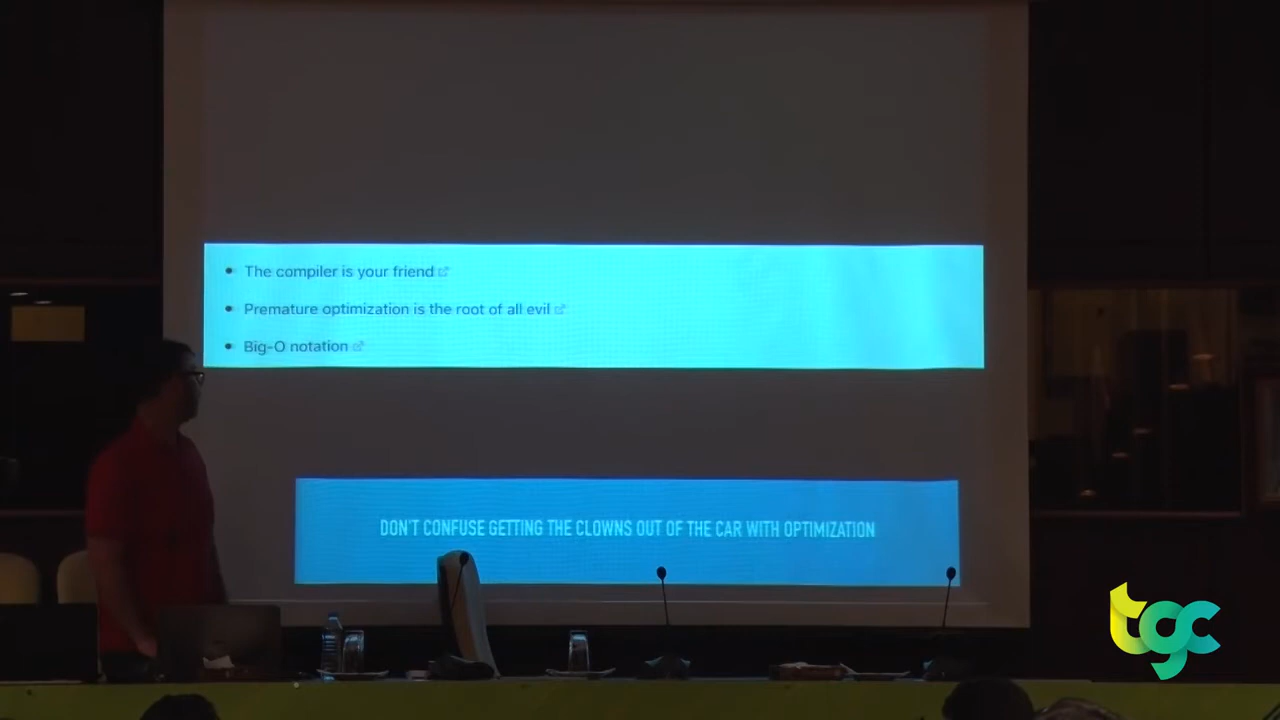 The compiler is your friend
Premature optimization is the root of all evil
Big-O notation
DON'T CONFUSE GETTING THE CLOWNS OUT OF THE CAR WITH OPTIMIZATION
tgc